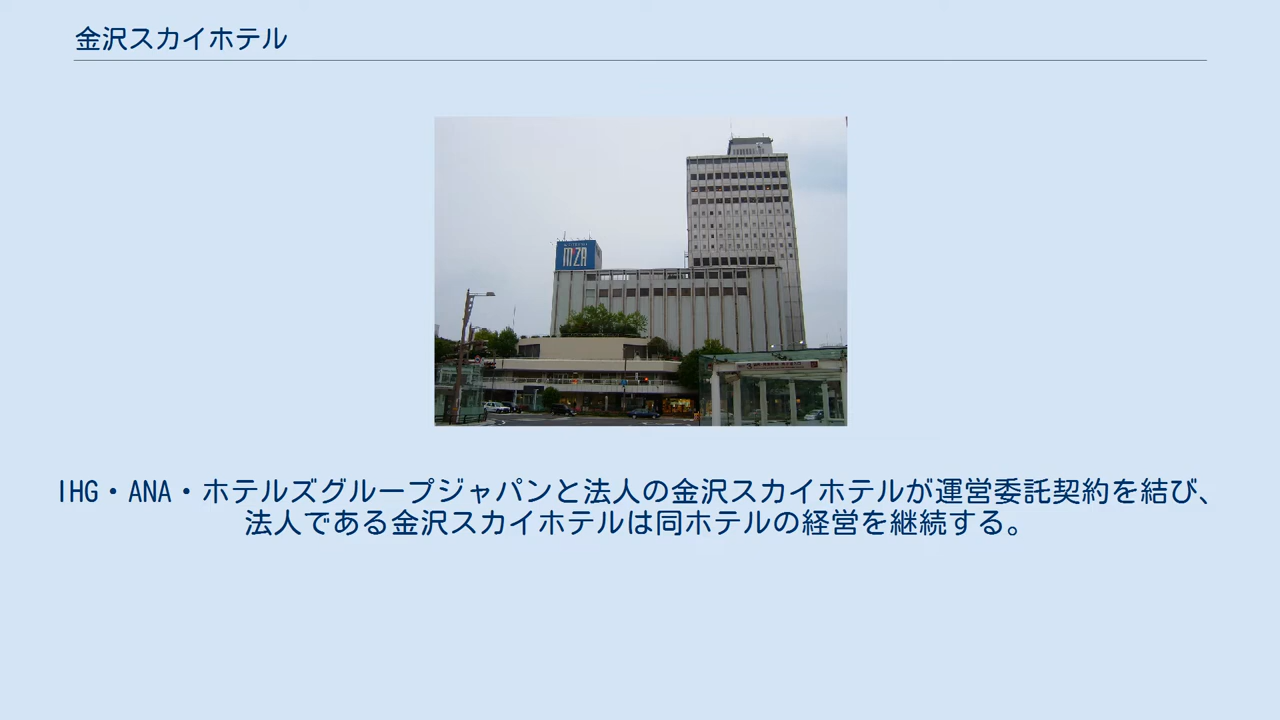 金沢スカイホテル
MZA
IHG・ANA・ホテルズグループジャパンと法人の金沢スカイホテルが運営委託契約を結び、
法人である金沢スカイホテルは同ホテルの経営を継続する。